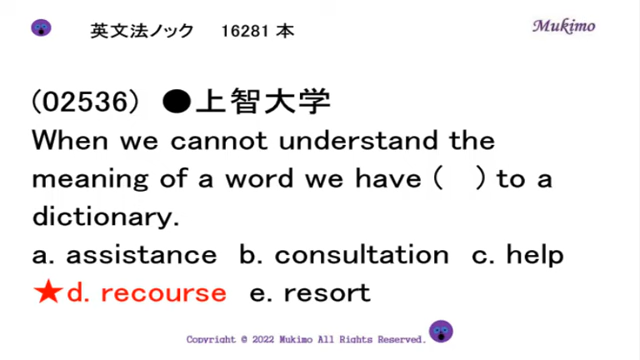 英文法ノック 16281 本 Mukimo
(02536) ●上智大学
When we cannot understand the
meaning of a word we have ( ) to a
dictionary.
a. assistance b. consultation c. help
★d. recourse e. resort
Copyright @ 2022 Mukimo All Rights Reserved.